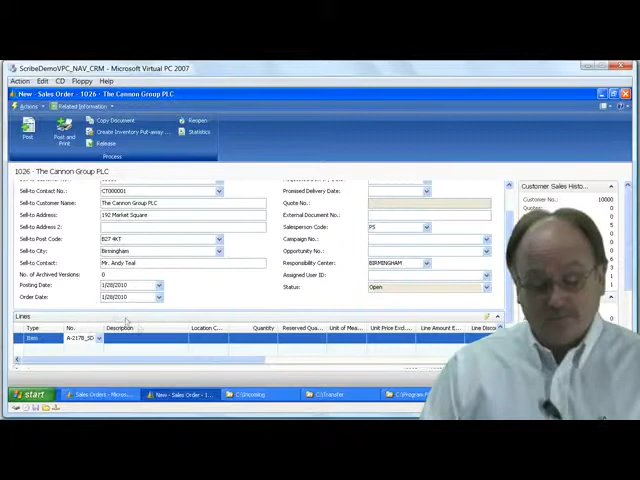 ScribeDemoVPC_NAV_CRM - Microsoft Virtual PC 2007
Action Edit CD Floppy Help
New - Sales Order - 1026 - The Cannon Group PLC
Actions Related Information
Post
Post and Print
Copy Document
Create Inventory Put-away ...
Release
Reopen
Statistics
Process
1026 - The Cannon Group PLC
Sell-to Contact No.: CT000001
Sell-to Customer Name: The Cannon Group PLC
Sell-to Address: 192 Market Square
Sell-to Address 2:
Sell-to Post Code: B27 4KT
Sell-to City: Birmingham
Sell-to Contact: Mr. Andy Teal
No. of Archived Versions: 0
Posting Date: 1/28/2010
Order Date: 1/28/2010
Promised Delivery Date:
Quote No.:
External Document No.:
Salesperson Code: PS
Campaign No.:
Opportunity No.:
Responsibility Center: BIRMINGHAM
Assigned User ID:
Status: Open
Customer Sales Histo...
Customer No.: 10000
Quotes:
Lines
Type No. Description Location C... Quantity Reserved Qua... Unit of Mea... Unit Price Excl... Line Amount E... Line Discou
Item A-217B_SD
start Sales Orders - Micros... New - Sales Order - 1... C:\Incoming C:\Transfer